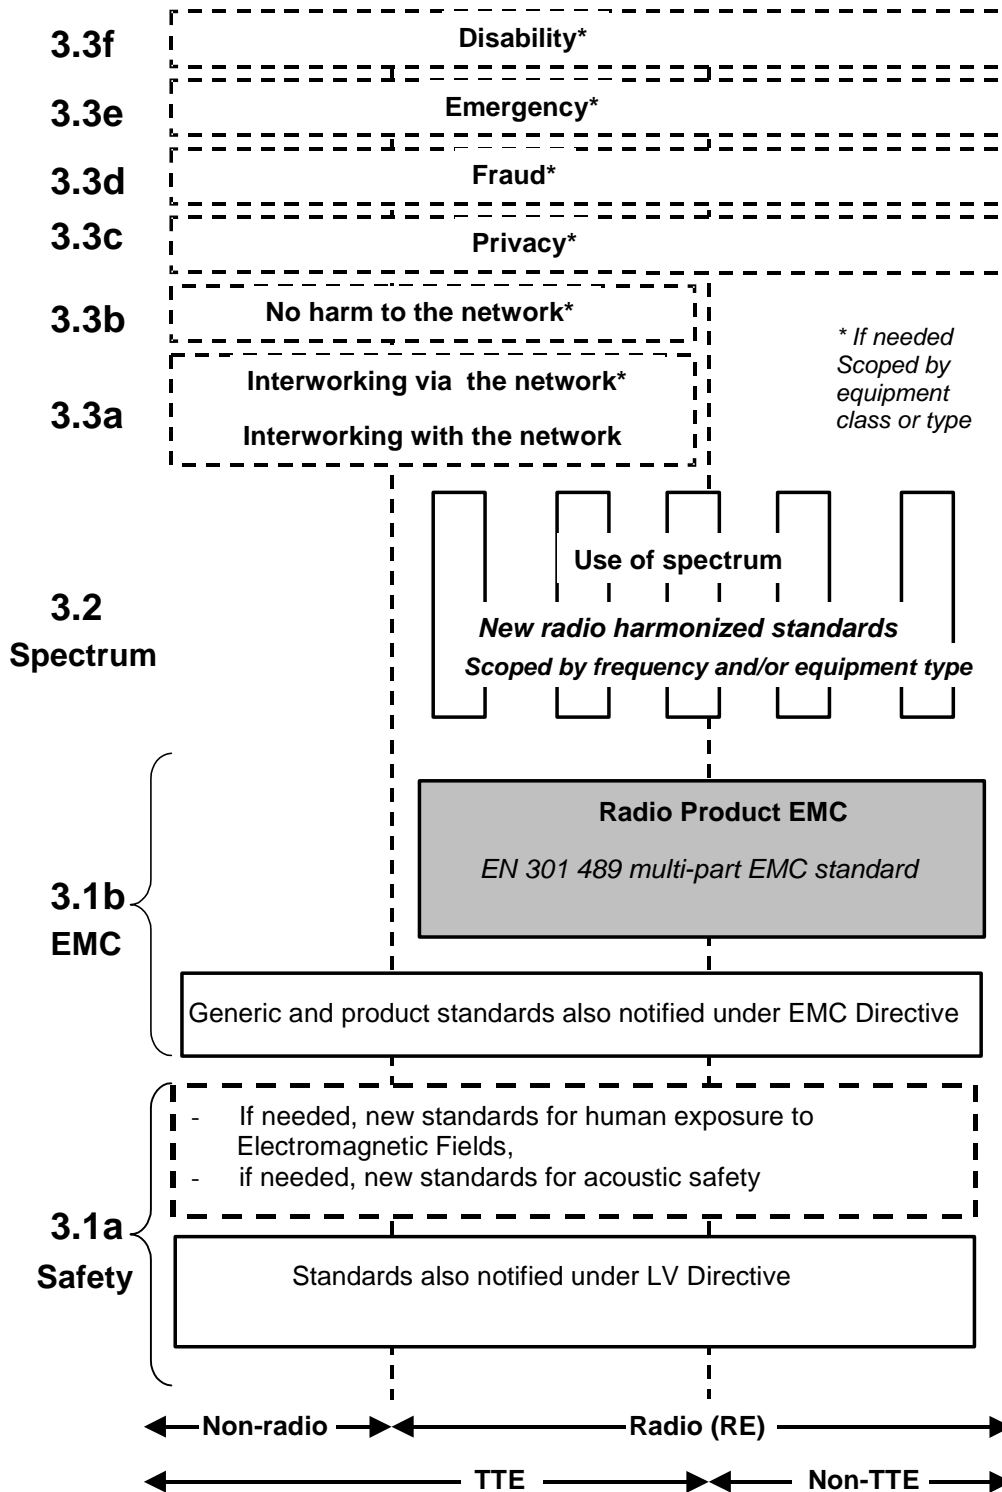 3.3f
Disability*
3.3e
Emergency*
3.3d
Fraud*
3.3c
Privacy*
3.3b
No harm to the network*
* If needed
Scoped by
equipment
class or type
3.3a
Interworking via the network*
Interworking with the network
3.2
Spectrum
Use of spectrum
New radio harmonized standards
Scoped by frequency and/or equipment type
3.1b
EMC
Radio Product EMC
EN 301 489 multi-part EMC standard
Generic and product standards also notified under EMC Directive
3.1a
Safety
- If needed, new standards for human exposure to
Electromagnetic Fields,
- if needed, new standards for acoustic safety
Standards also notified under LV Directive
Non-radio
Radio (RE)
TTE
Non-TTE